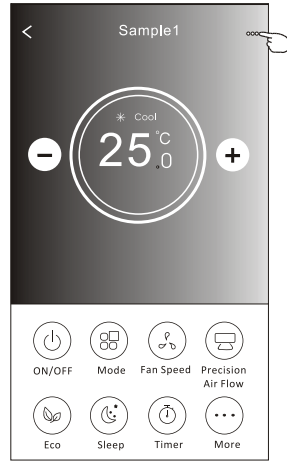 Sample1
Cool
25.0°C
ON/OFF
Mode
Fan Speed
Precision
Air Flow
Eco
Sleep
Timer
More